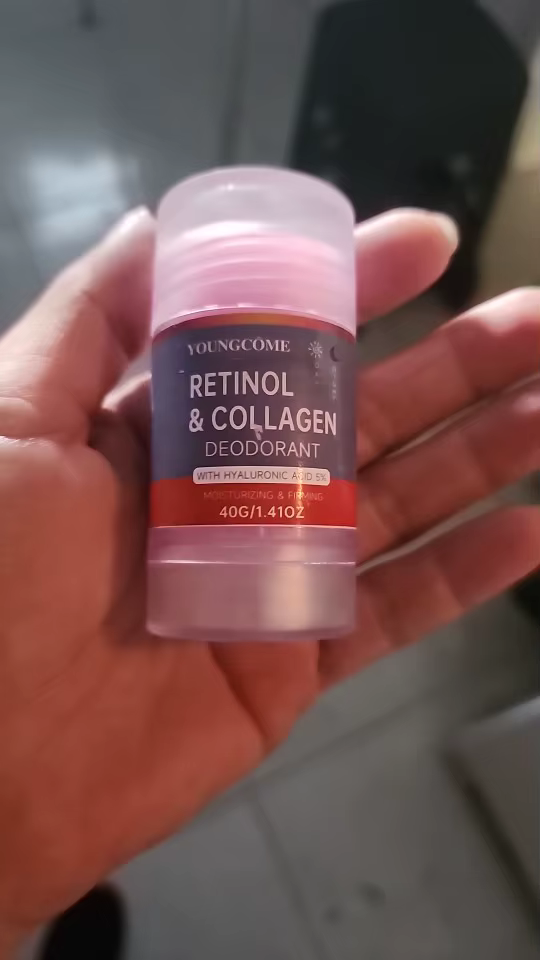 YOUNGCOME
RETINOL
& COLLAGEN
DEODORANT
WITH HYALURONIC ACID 5%
MOISTURIZING & FIRMING
40G/1.41OZ